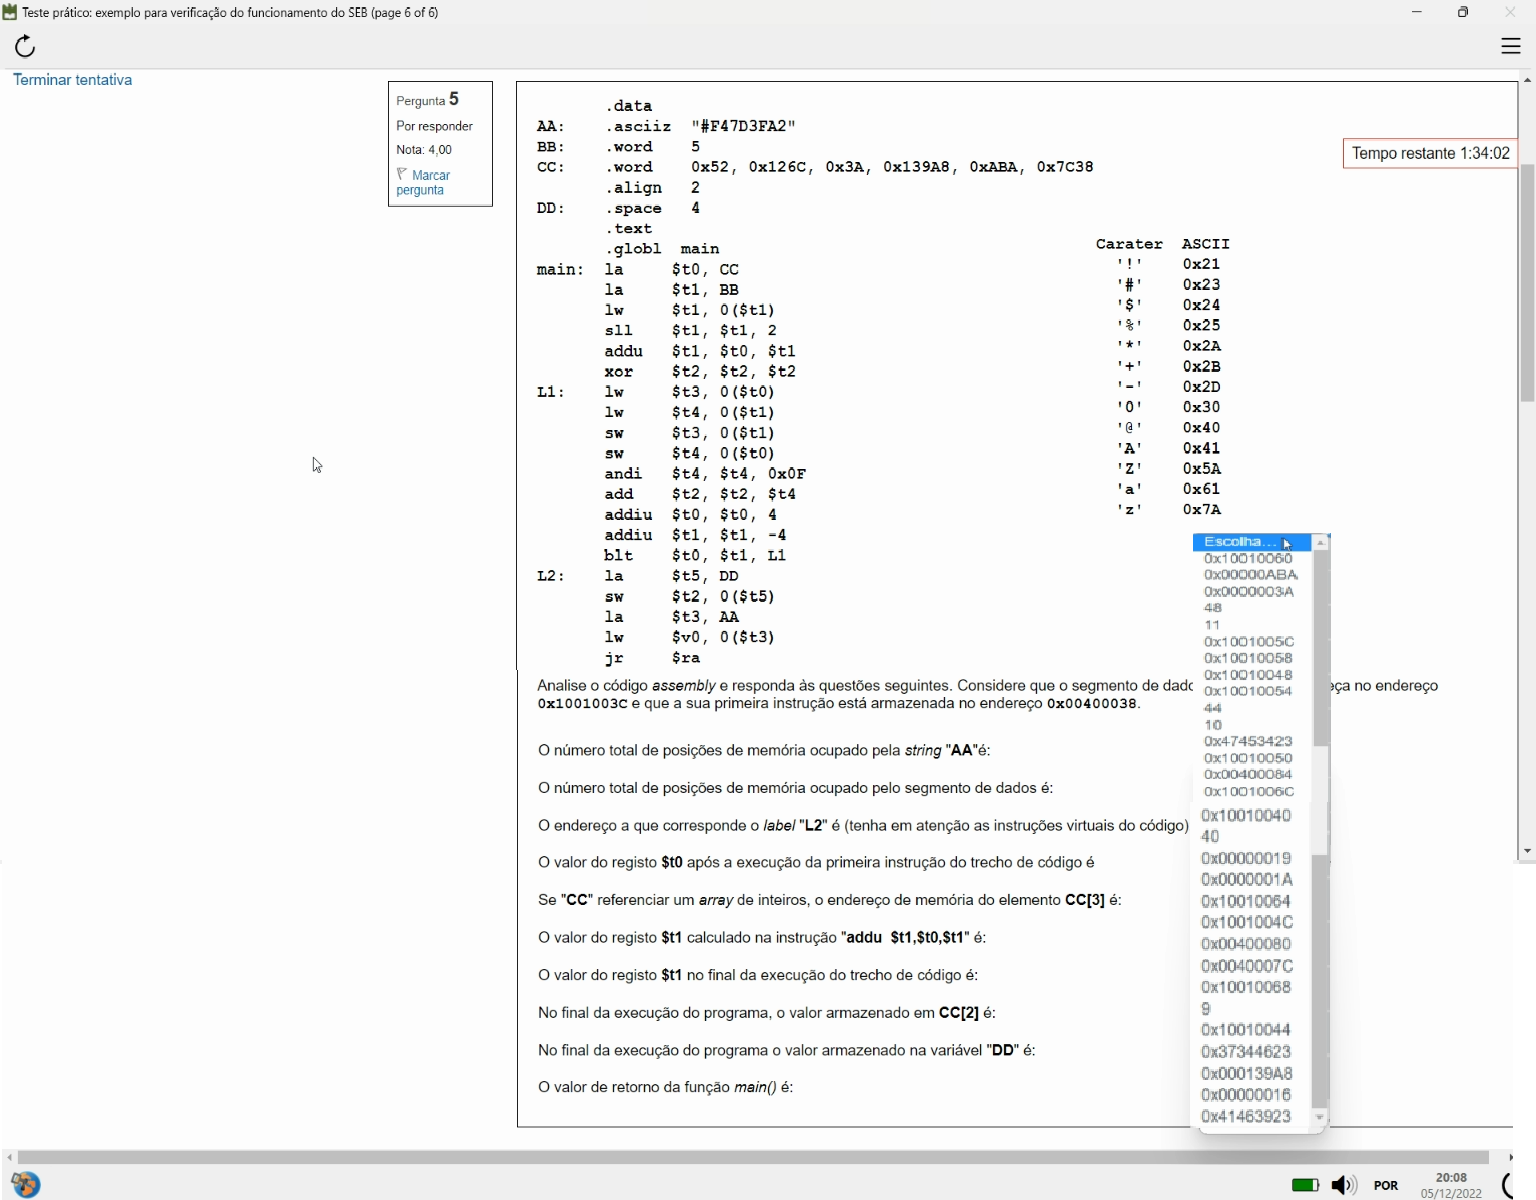 Teste prático: exemplo para verificação do funcionamento do SEB (page 6 of 6)
Terminar tentativa
Pergunta 5
Por responder
Nota: 4,00
Marcar
pergunta
Tempo restante 1:34:02
.data
AA: .asciiz "#F47D3FA2"
BB: .word 5
CC: .word 0x52, 0x126C, 0x3A, 0x139A8, 0xABA, 0x7C38
.align 2
DD: .space 4
.text
.globl main
main: la $t0, CC
la $t1, BB
lw $t1, 0($t1)
sll $t1, $t1, 2
addu $t1, $t0, $t1
xor $t2, $t2, $t2
L1: lw $t3, 0($t0)
lw $t4, 0($t1)
sw $t3, 0($t1)
sw $t4, 0($t0)
andi $t4, $t4, 0x0F
add $t2, $t2, $t4
addiu $t0, $t0, 4
addiu $t1, $t1, -4
blt $t0, $t1, L1
L2: la $t5, DD
sw $t2, 0($t5)
la $t3, AA
lw $v0, 0($t3)
jr $ra
Carater ASCII
'!' 0x21
'#' 0x23
'$' 0x24
'%' 0x25
'*' 0x2A
'+' 0x2B
'-' 0x2D
'0' 0x30
'@' 0x40
'A' 0x41
'Z' 0x5A
'a' 0x61
'z' 0x7A
Analise o código assembly e responda às questões seguintes. Considere que o segmento de dado ça no endereço
0x1001003C e que a sua primeira instrução está armazenada no endereço 0x00400038.
O número total de posições de memória ocupado pela string "AA"é:
O número total de posições de memória ocupado pelo segmento de dados é:
O endereço a que corresponde o label "L2" é (tenha em atenção as instruções virtuais do código)
O valor do registo $t0 após a execução da primeira instrução do trecho de código é
Se "CC" referenciar um array de inteiros, o endereço de memória do elemento CC[3] é:
O valor do registo $t1 calculado na instrução "addu $t1,$t0,$t1" é:
O valor do registo $t1 no final da execução do trecho de código é:
No final da execução do programa, o valor armazenado em CC[2] é:
No final da execução do programa o valor armazenado na variável "DD" é:
O valor de retorno da função main() é:
Escolha...
0x10010060
0x00000ABA
0x0000003A
48
11
0x1001005C
0x10010058
0x10010048
0x10010054
44
10
0x47453423
0x10010050
0x00400084
0x1001006C
0x10010040
40
0x00000019
0x0000001A
0x10010064
0x1001004C
0x00400080
0x0040007C
0x10010068
9
0x10010044
0x37344623
0x000139A8
0x00000016
0x41463923
POR
20:08
05/12/2022